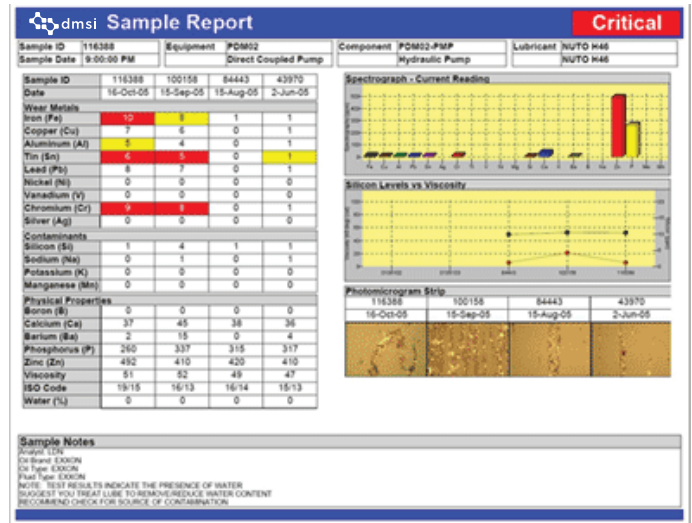 dmsi Sample Report Critical
Sample ID 116388 Equipment PDM02 Component PDM02-PMP Lubricant NUTO H46
Sample Date 9:00:00 PM Direct Coupled Pump Hydraulic Pump NUTO H46
Sample ID 116388 100158 84443 43970
Date 16-Oct-05 15-Sep-05 15-Aug-05 2-Jun-05
Wear Metals
Iron (Fe) 10 8 1 1
Copper (Cu) 7 6 0 1
Aluminum (Al) 5 4 0 1
Tin (Sn) 6 5 0 1
Lead (Pb) 8 7 0 1
Nickel (Ni) 0 0 0 0
Vanadium (V) 0 0 0 0
Chromium (Cr) 9 8 0 1
Silver (Ag) 0 0 0 0
Contaminants
Silicon (Si) 1 4 1 1
Sodium (Na) 0 1 0 1
Potassium (K) 0 0 0 0
Manganese (Mn) 0 0 0 0
Physical Properties
Boron (B) 0 0 0 0
Calcium (Ca) 37 45 38 36
Barium (Ba) 2 15 0 4
Phosphorus (P) 260 337 315 317
Zinc (Zn) 492 410 420 410
Viscosity 51 52 49 47
ISO Code 19/15 16/13 16/14 15/13
Water (%) 0 0 0 0
Spectrograph - Current Reading
Silicon Levels vs Viscosity
Photomicrogram Strip
116388 100158 84443 43970
16-Oct-05 15-Sep-05 15-Aug-05 2-Jun-05
Sample Notes
Analyst: LDN
Oil Brand: EXXON
Oil Type: EXXON
Fluid Type: EXXON
NOTE: TEST RESULTS INDICATE THE PRESENCE OF WATER
SUGGEST YOU TREAT LUBE TO REMOVE/REDUCE WATER CONTENT
RECOMMEND CHECK FOR SOURCE OF CONTAMINATION